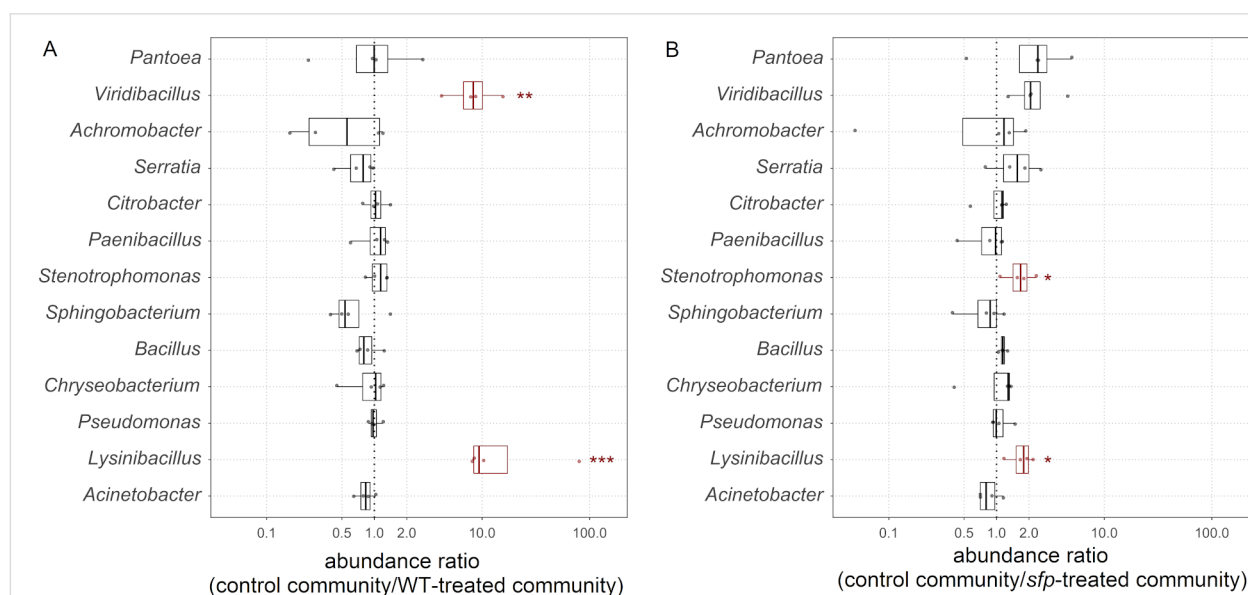 A
Pantoea
Viridibacillus
**
Achromobacter
Serratia
Citrobacter
Paenibacillus
Stenotrophomonas
Sphingobacterium
Bacillus
Chryseobacterium
Pseudomonas
Lysinibacillus
***
Acinetobacter
0.1 0.5 1.0 2.0 10.0 100.0
abundance ratio
(control community/WT-treated community)
B
Pantoea
Viridibacillus
Achromobacter
Serratia
Citrobacter
Paenibacillus
Stenotrophomonas
*
Sphingobacterium
Bacillus
Chryseobacterium
Pseudomonas
Lysinibacillus
*
Acinetobacter
0.1 0.5 1.0 2.0 10.0 100.0
abundance ratio
(control community/sfp-treated community)